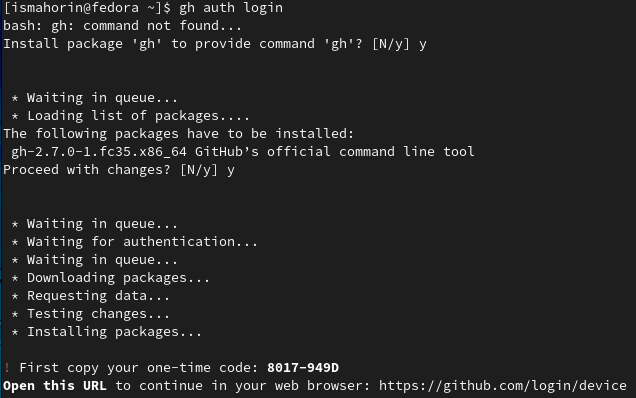 [ismahorin@fedora ~]$ gh auth login
bash: gh: command not found...
Install package 'gh' to provide command 'gh'? [N/y] y
* Waiting in queue...
* Loading list of packages....
The following packages have to be installed:
gh-2.7.0-1.fc35.x86_64 GitHub’s official command line tool
Proceed with changes? [N/y] y
* Waiting in queue...
* Waiting for authentication...
* Waiting in queue...
* Downloading packages...
* Requesting data...
* Testing changes...
* Installing packages...
! First copy your one-time code: 8017-949D
Open this URL to continue in your web browser: https://github.com/login/device